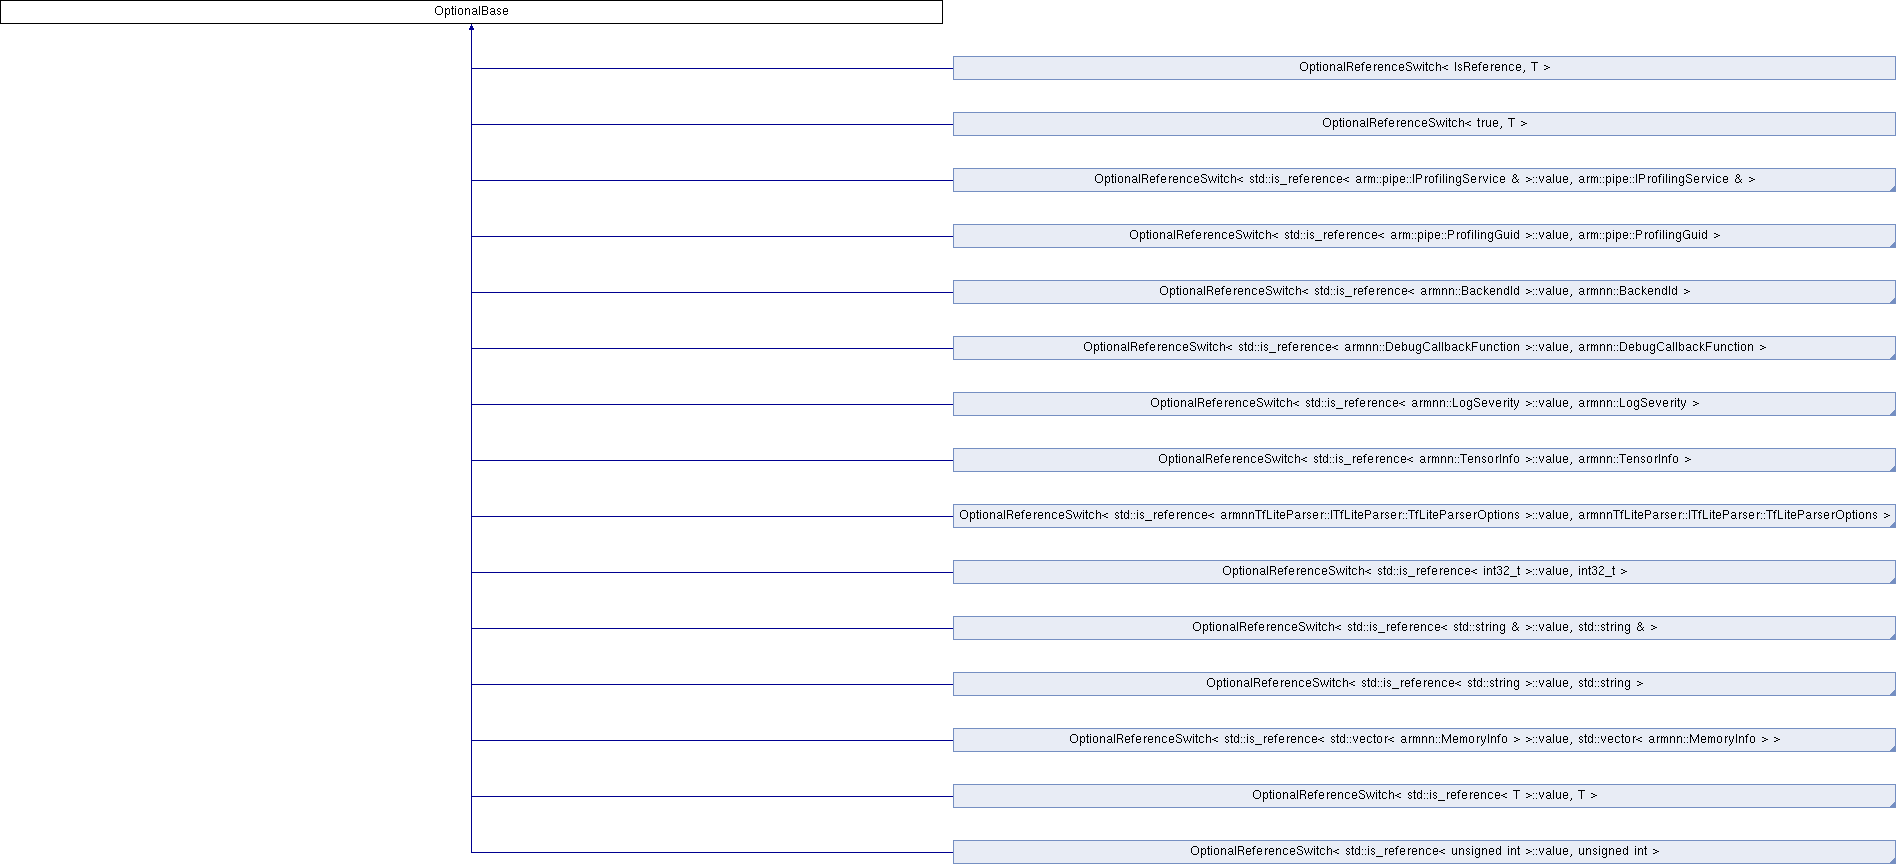 OptionalBase
OptionalReferenceSwitch< IsReference, T >
OptionalReferenceSwitch< true, T >
OptionalReferenceSwitch< std::is_reference< arm::pipe::IProfilingService & >::value, arm::pipe::IProfilingService & >
OptionalReferenceSwitch< std::is_reference< arm::pipe::ProfilingGuid >::value, arm::pipe::ProfilingGuid >
OptionalReferenceSwitch< std::is_reference< armnn::BackendId >::value, armnn::BackendId >
OptionalReferenceSwitch< std::is_reference< armnn::DebugCallbackFunction >::value, armnn::DebugCallbackFunction >
OptionalReferenceSwitch< std::is_reference< armnn::LogSeverity >::value, armnn::LogSeverity >
OptionalReferenceSwitch< std::is_reference< armnn::TensorInfo >::value, armnn::TensorInfo >
OptionalReferenceSwitch< std::is_reference< armnnTfLiteParser::ITfLiteParser::TfLiteParserOptions >::value, armnnTfLiteParser::ITfLiteParser::TfLiteParserOptions >
OptionalReferenceSwitch< std::is_reference< int32_t >::value, int32_t >
OptionalReferenceSwitch< std::is_reference< std::string & >::value, std::string & >
OptionalReferenceSwitch< std::is_reference< std::string >::value, std::string >
OptionalReferenceSwitch< std::is_reference< std::vector< armnn::MemoryInfo > >::value, std::vector< armnn::MemoryInfo > >
OptionalReferenceSwitch< std::is_reference< T >::value, T >
OptionalReferenceSwitch< std::is_reference< unsigned int >::value, unsigned int >